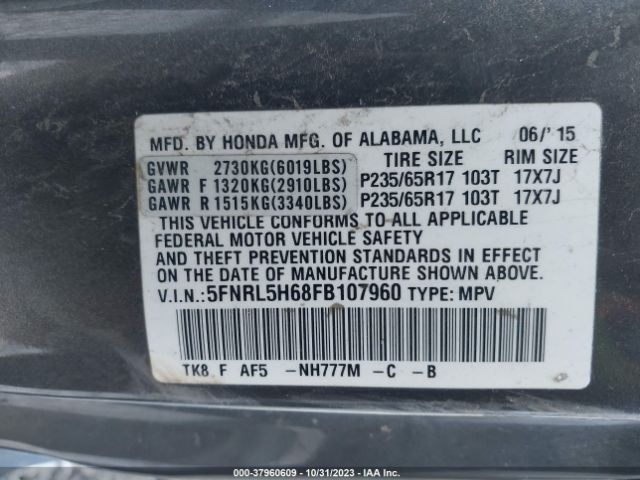 MFD. BY HONDA MFG. OF ALABAMA, LLC 06/'15
TIRE SIZE RIM SIZE
GVWR 2730KG(6019LBS)
GAWR F 1320KG(2910LBS) P235/65R17 103T 17X7J
GAWR R 1515KG(3340LBS) P235/65R17 103T 17X7J
THIS VEHICLE CONFORMS TO ALL APPLICABLE
FEDERAL MOTOR VEHICLE SAFETY
AND THEFT PREVENTION STANDARDS IN EFFECT
ON THE DATE OF MANUFACTURE SHOWN ABOVE.
V.I.N.:5FNRL5H68FB107960 TYPE: MPV
TK8 F AF5 -NH777M -C -B
000-37960609 - 10/31/2023 - IAA Inc.